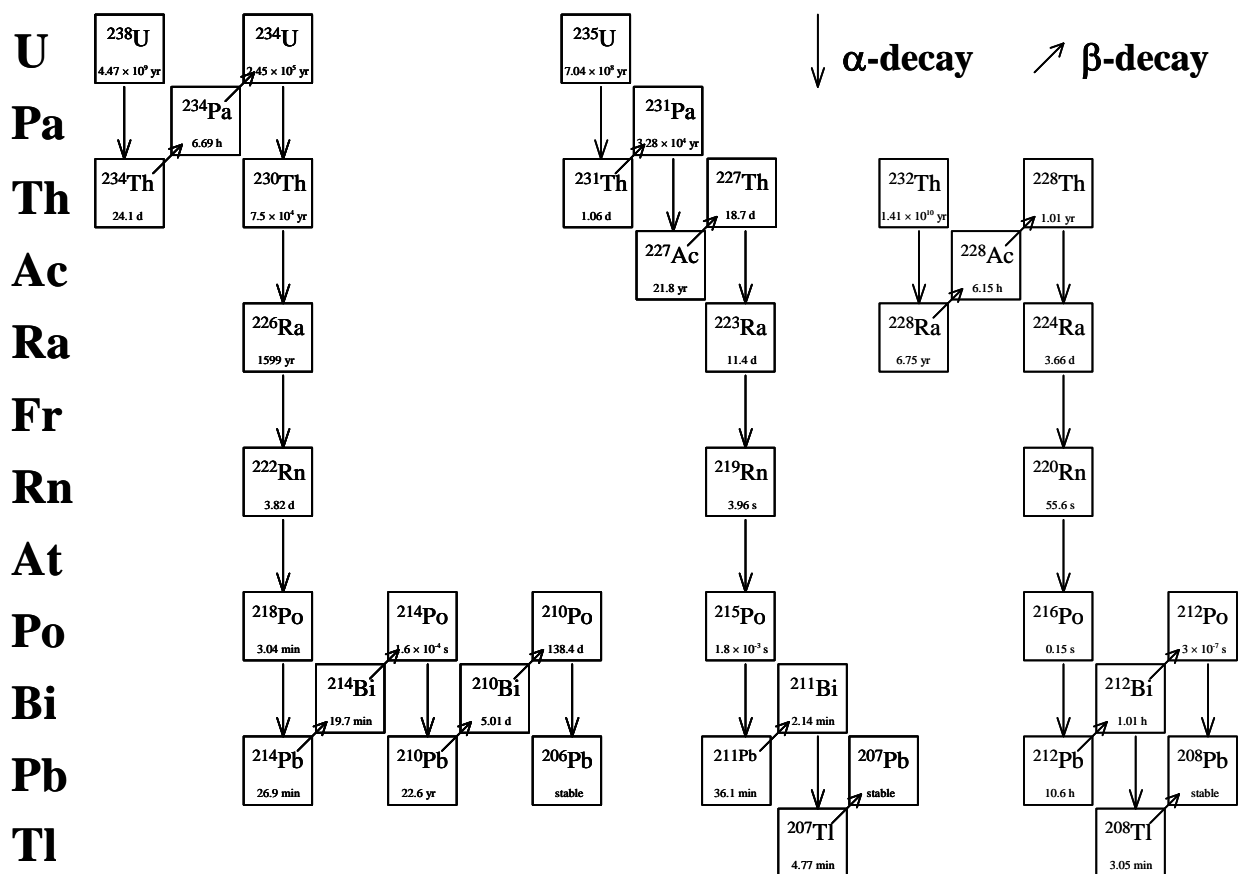 U
238U
234U
235U
α-decay
β-decay
4.47 × 10⁹ yr
2.45 × 10⁵ yr
7.04 × 10⁸ yr
Pa
234Pa
231Pa
6.69 h
3.28 × 10⁴ yr
Th
234Th
230Th
231Th
227Th
232Th
228Th
24.1 d
7.5 × 10⁴ yr
1.06 d
18.7 d
1.41 × 10¹⁰ yr
1.01 yr
Ac
227Ac
228Ac
21.8 yr
6.15 h
Ra
226Ra
223Ra
228Ra
224Ra
1599 yr
11.4 d
6.75 yr
3.66 d
Fr
Rn
222Rn
219Rn
220Rn
3.82 d
3.96 s
55.6 s
At
Po
218Po
214Po
210Po
215Po
216Po
212Po
3.04 min
1.6 × 10⁻⁴ s
138.4 d
1.8 × 10⁻³ s
0.15 s
3 × 10⁻⁷ s
Bi
214Bi
210Bi
211Bi
212Bi
19.7 min
5.01 d
2.14 min
1.01 h
Pb
214Pb
210Pb
206Pb
211Pb
207Pb
212Pb
208Pb
26.9 min
22.6 yr
stable
36.1 min
stable
10.6 h
stable
Tl
207Tl
208Tl
4.77 min
3.05 min